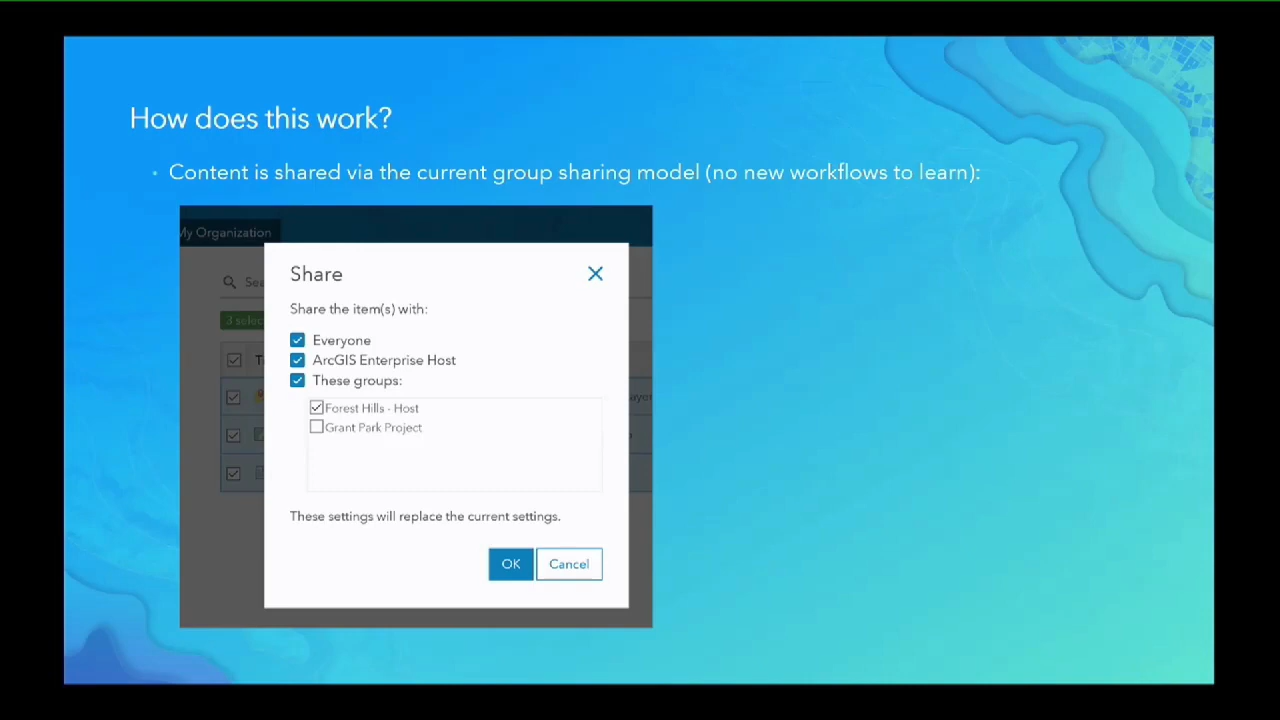 How does this work?
Content is shared via the current group sharing model (no new workflows to learn):
My Organization
Share
Share the item(s) with:
Everyone
ArcGIS Enterprise Host
These groups:
Forest Hills - Host
Grant Park Project
These settings will replace the current settings.
OK
Cancel